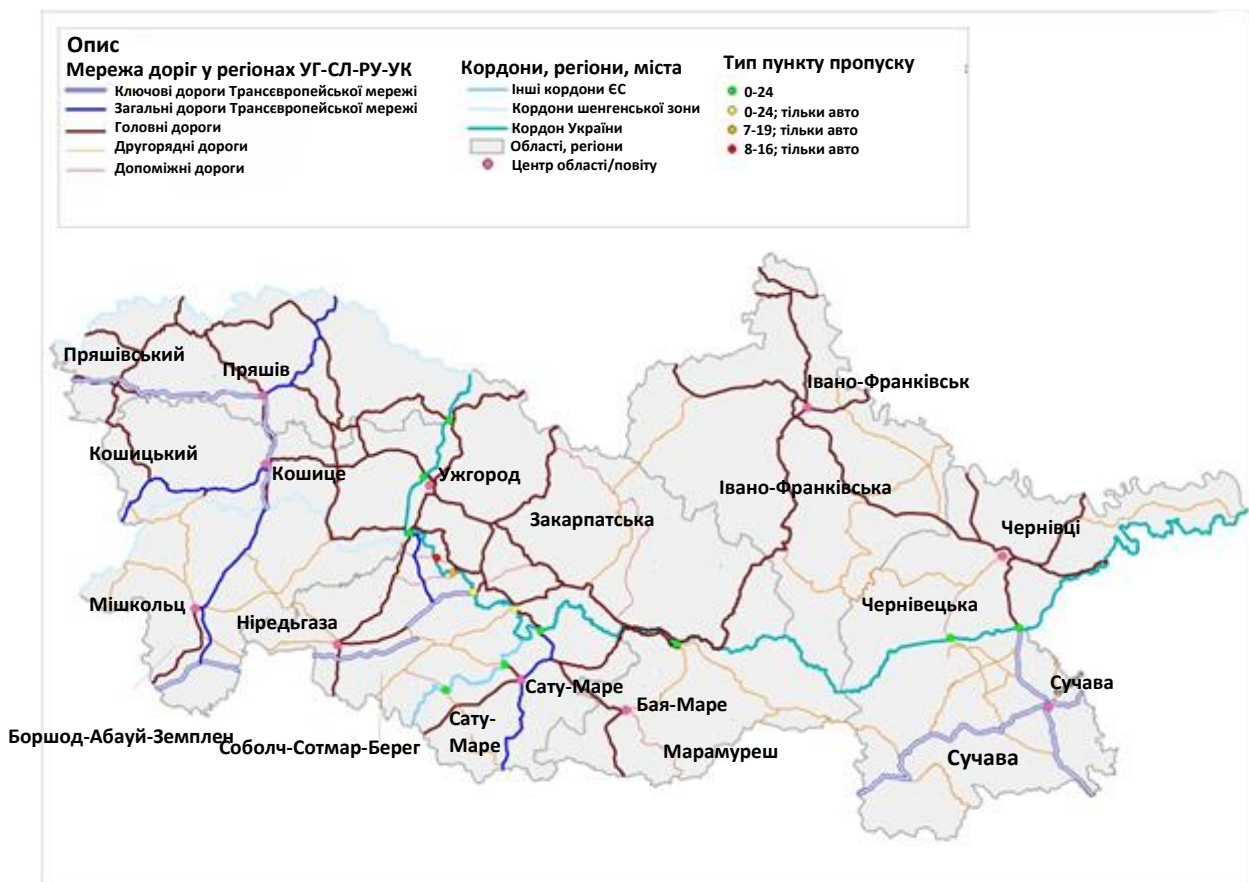 Опис
Мережа доріг у регіонах УГ-СЛ-РУ-УК
Ключові дороги Трансєвропейської мережі
Загальні дороги Трансєвропейської мережі
Головні дороги
Другорядні дороги
Допоміжні дороги
Кордони, регіони, міста
Інші кордони ЄС
Кордони шенгенської зони
Кордон України
Області, регіони
Центр області/повіту
Тип пункту пропуску
0-24
0-24; тільки авто
7-19; тільки авто
8-16; тільки авто
Пряшівський
Пряшів
Івано-Франківськ
Кошицький
Кошице
Ужгород
Івано-Франківська
Закарпатська
Чернівці
Мішкольц
Ніредьгаза
Чернівецька
Сату-Маре
Сучава
Бая-Маре
Боршод-Абауй-Земплен
Соболч-Сотмар-Берег
Сату-
Маре
Марамуреш
Сучава